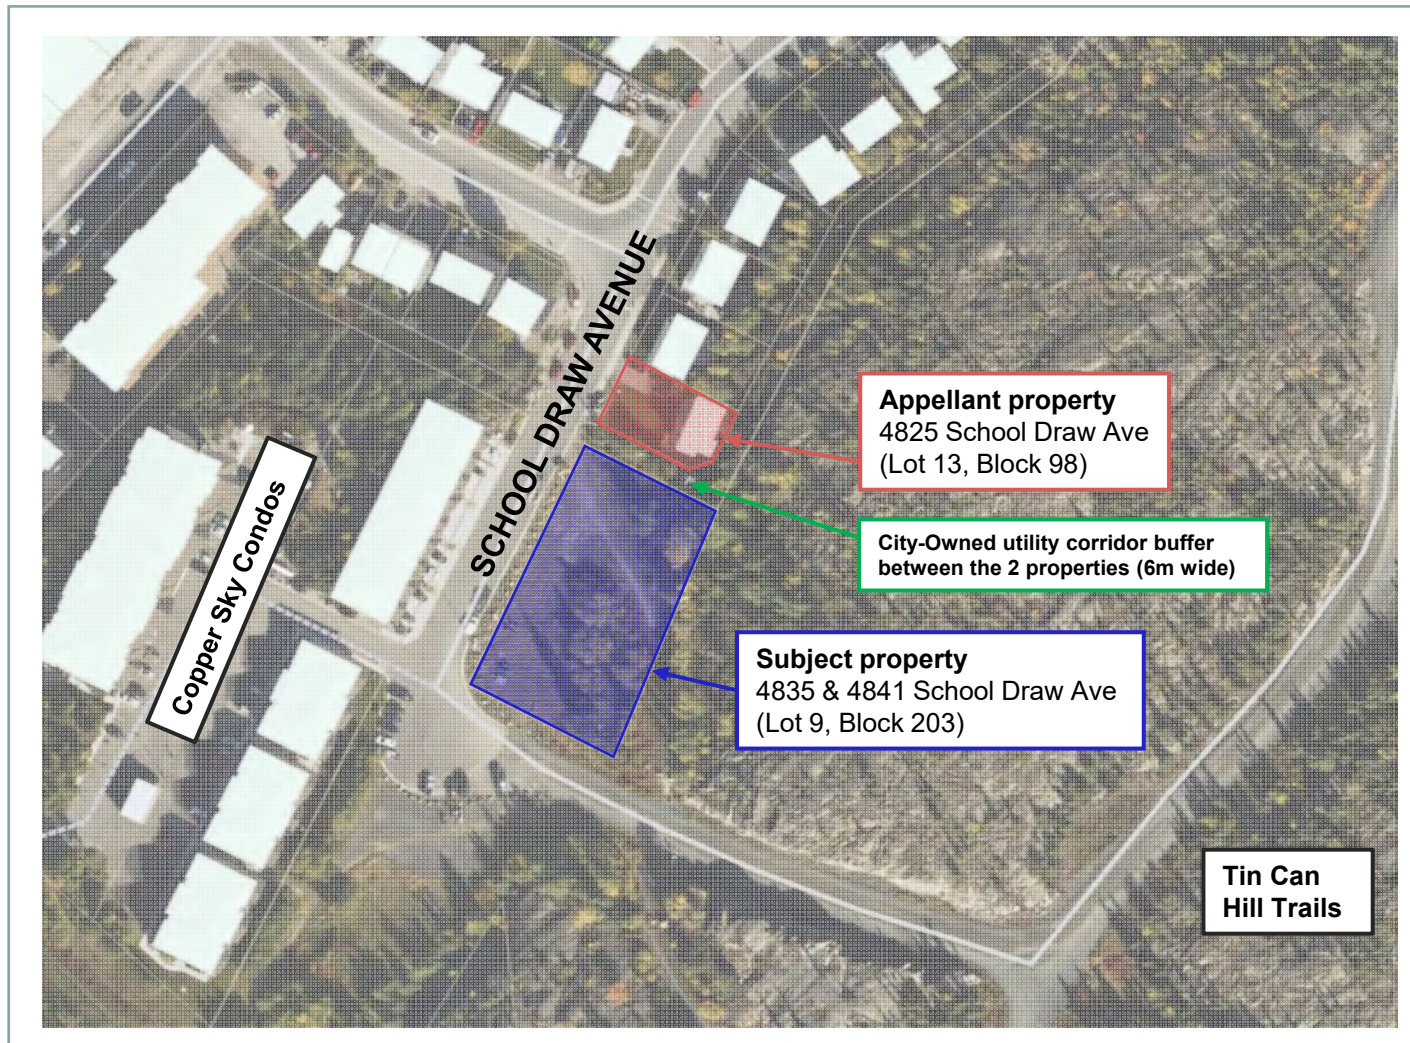 SCHOOL DRAW AVENUE
Appellant property
4825 School Draw Ave
(Lot 13, Block 98)
City-Owned utility corridor buffer
between the 2 properties (6m wide)
Copper Sky Condos
Subject property
4835 & 4841 School Draw Ave
(Lot 9, Block 203)
Tin Can
Hill Trails